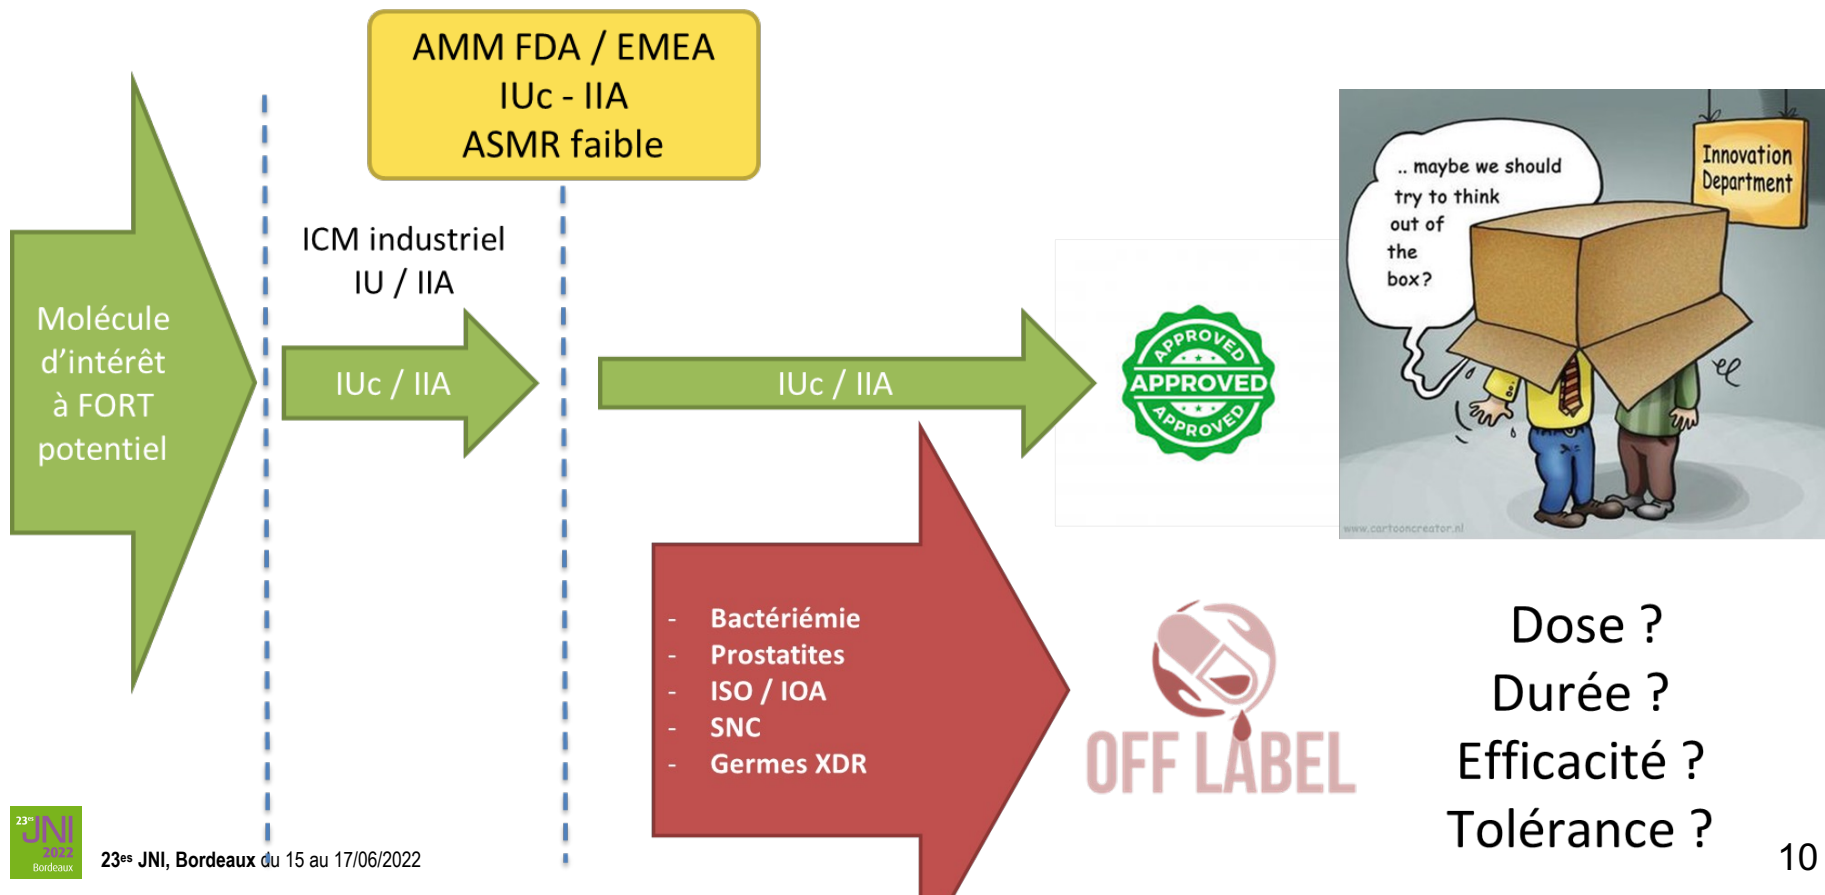 AMM FDA / EMEA
IUc - IIA
ASMR faible
Molécule
d’intérêt
à FORT
potentiel
ICM industriel
IU / IIA
IUc / IIA
IUc / IIA
APPROVED
APPROVED
APPROVED
.. maybe we should
try to think
out of
the
box?
Innovation
Department
www.cartooncreator.nl
- Bactériémie
- Prostatites
- ISO / IOA
- SNC
- Germes XDR
OFF LABEL
Dose ?
Durée ?
Efficacité ?
Tolérance ?
23es
JNI
2022
Bordeaux
23es JNI, Bordeaux du 15 au 17/06/2022
10